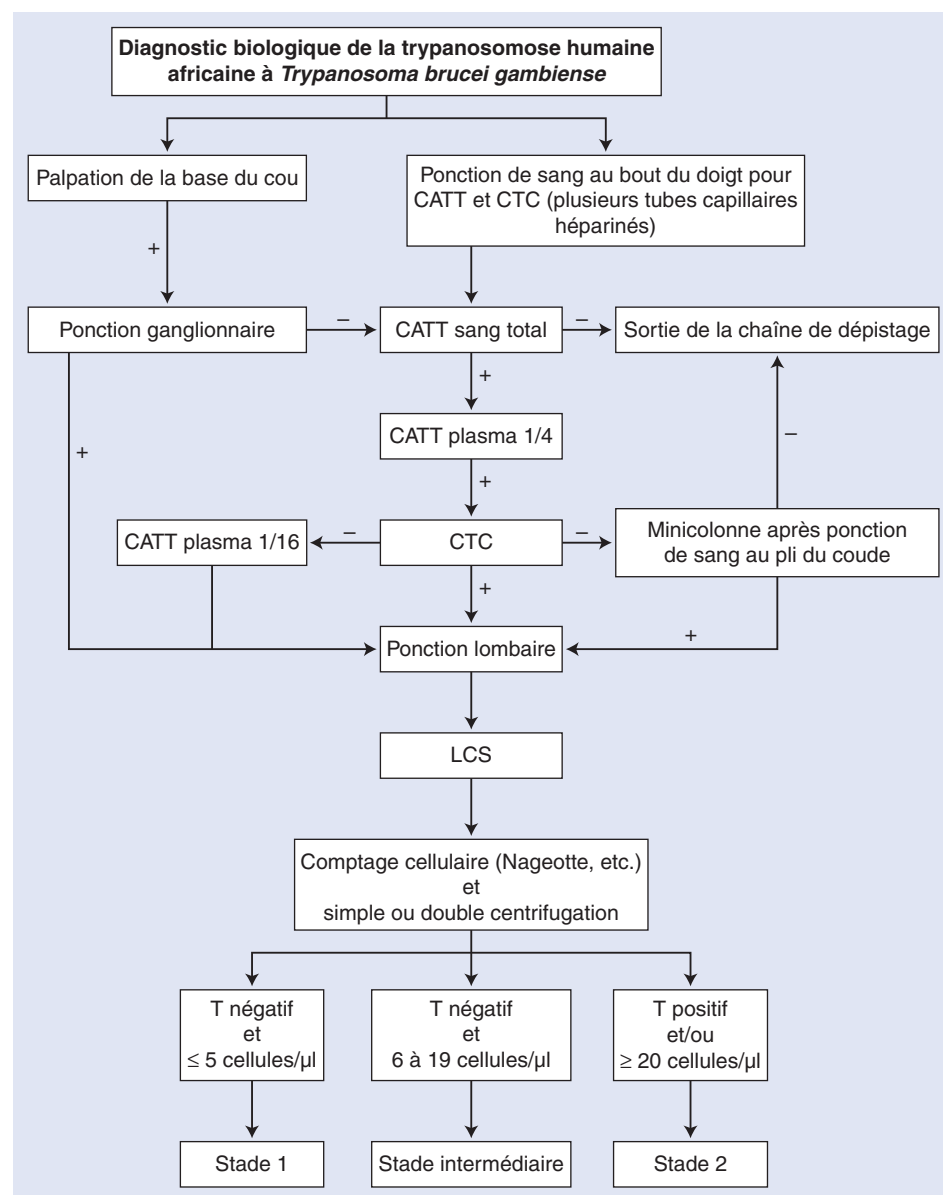 Diagnostic biologique de la trypanosomose humaine
africaine à Trypanosoma brucei gambiense
Palpation de la base du cou
Ponction de sang au bout du doigt pour
CATT et CTC (plusieurs tubes capillaires
héparinés)
+
Ponction ganglionnaire
–
CATT sang total
–
Sortie de la chaîne de dépistage
+
CATT plasma 1/4
+
–
+
CATT plasma 1/16
–
CTC
–
Minicolonne après ponction
de sang au pli du coude
+
+
Ponction lombaire
LCS
Comptage cellulaire (Nageotte, etc.)
et
simple ou double centrifugation
T négatif
et
≤ 5 cellules/µl
T négatif
et
6 à 19 cellules/µl
T positif
et/ou
≥ 20 cellules/µl
Stade 1
Stade intermédiaire
Stade 2